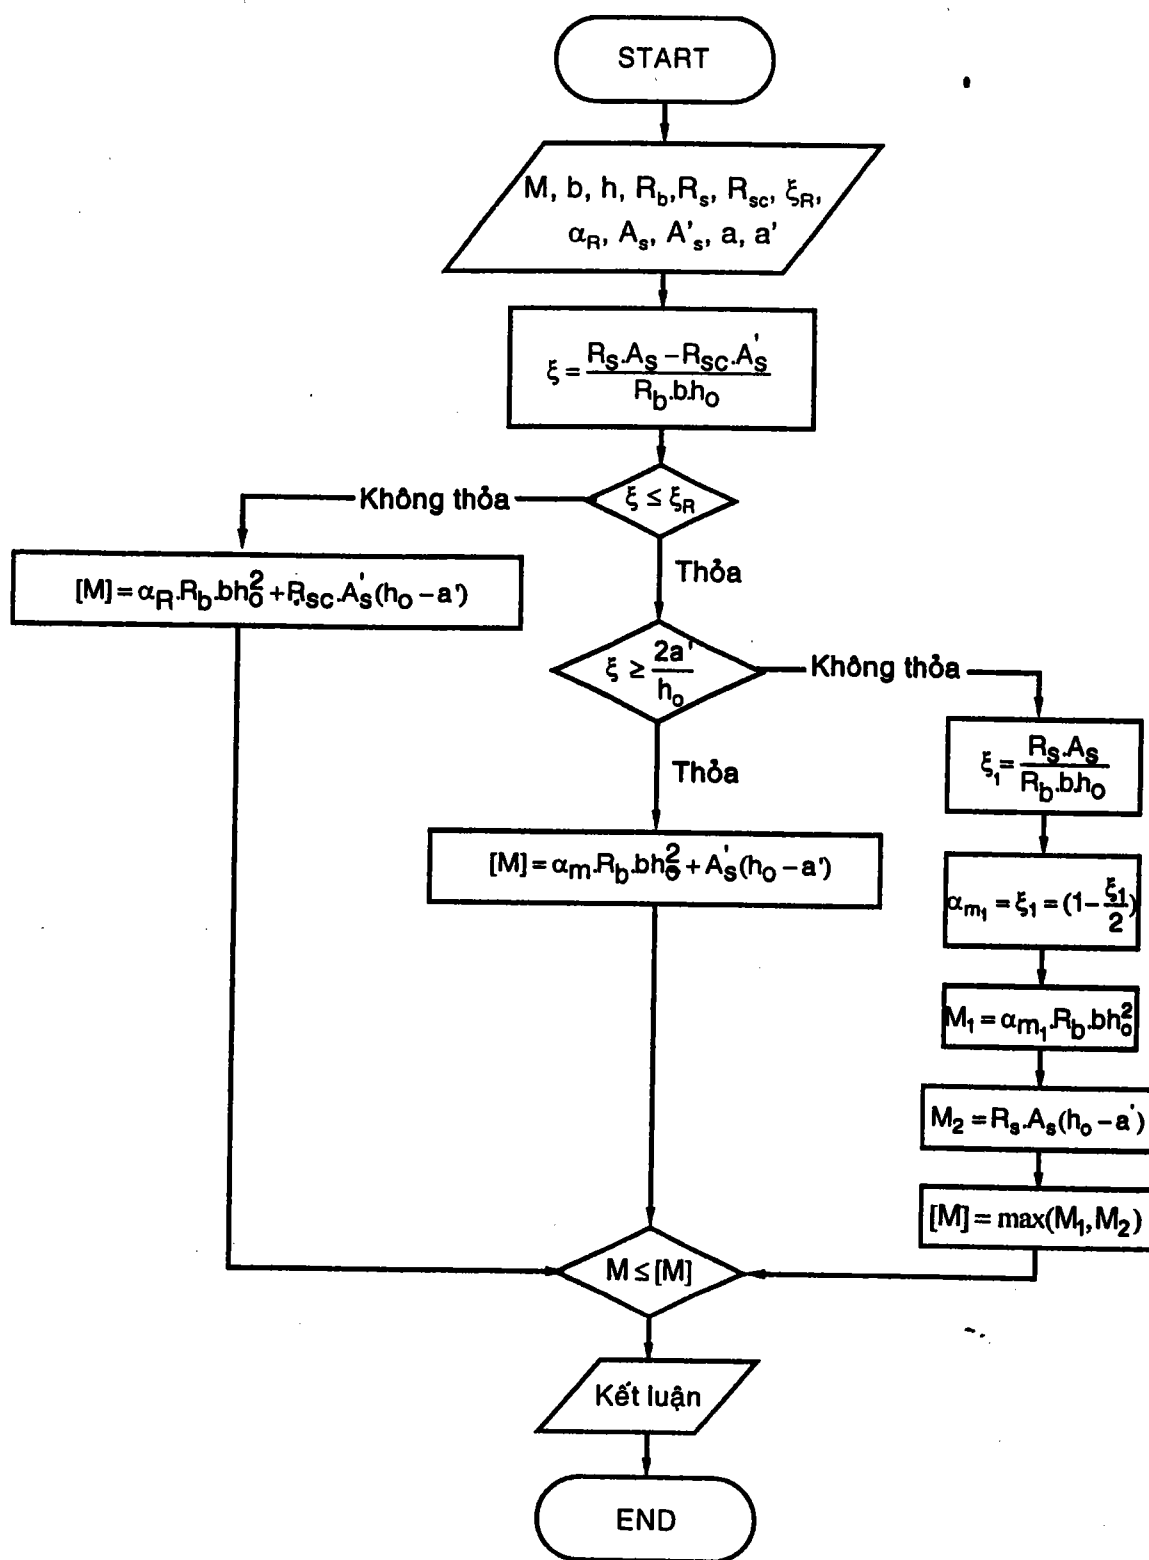 START
M, b, h, R_b,R_s, R_sc, ξ_R,
α_R, A_s, A'_s, a, a'
ξ = (R_s.A_s – R_sc.A'_s) / (R_b.b.h_o)
Không thỏa
ξ ≤ ξ_R
[M] = α_R.R_b.bh_o^2 + R_sc.A'_s(h_o – a')
Thỏa
ξ ≥ 2a' / h_o
Không thỏa
ξ_1 = R_s.A_s / R_b.b.h_o
Thỏa
[M] = α_m.R_b.bh_o^2 + A'_s(h_o – a')
α_m_1 = ξ_1 = (1 - ξ_1/2)
M_1 = α_m_1.R_b.bh_o^2
M_2 = R_s.A_s(h_o – a')
[M] = max(M_1, M_2)
M ≤ [M]
Kết luận
END